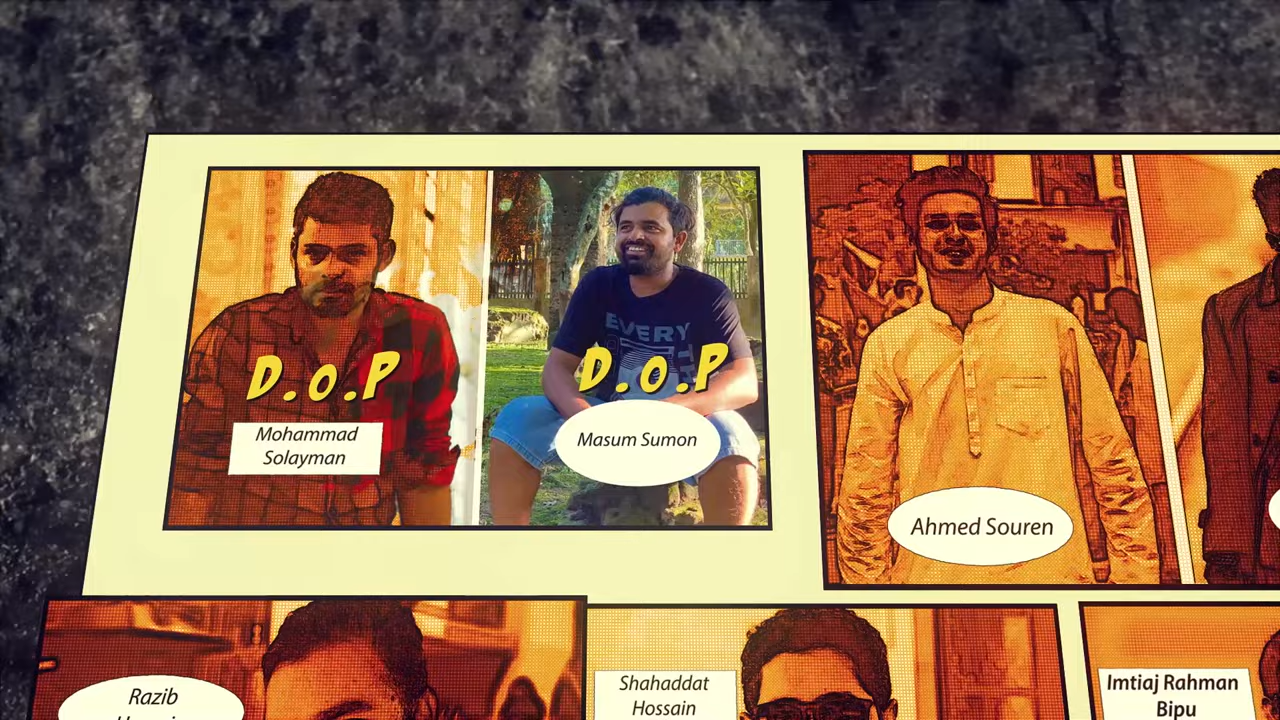 EVERY
D.O.P
Mohammad
Solayman
D.O.P
Masum Sumon
Ahmed Souren
Razib
Shahaddat
Hossain
Imtiaj Rahman
Bipu